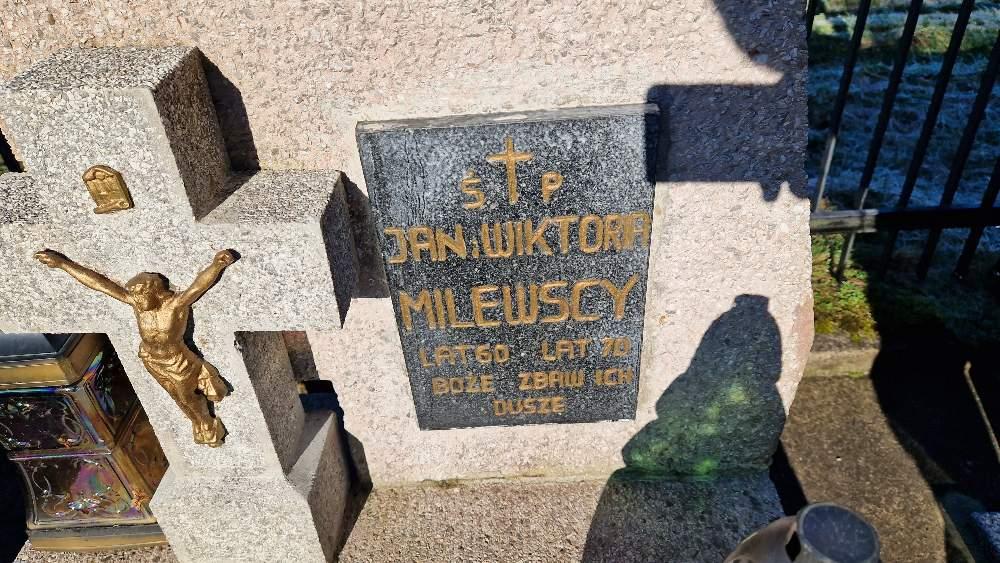 Ś. P
JAN, WIKTORIA
MILEWSCY
LAT 60 LAT 70
BOŻE ZBAW ICH
DUSZE